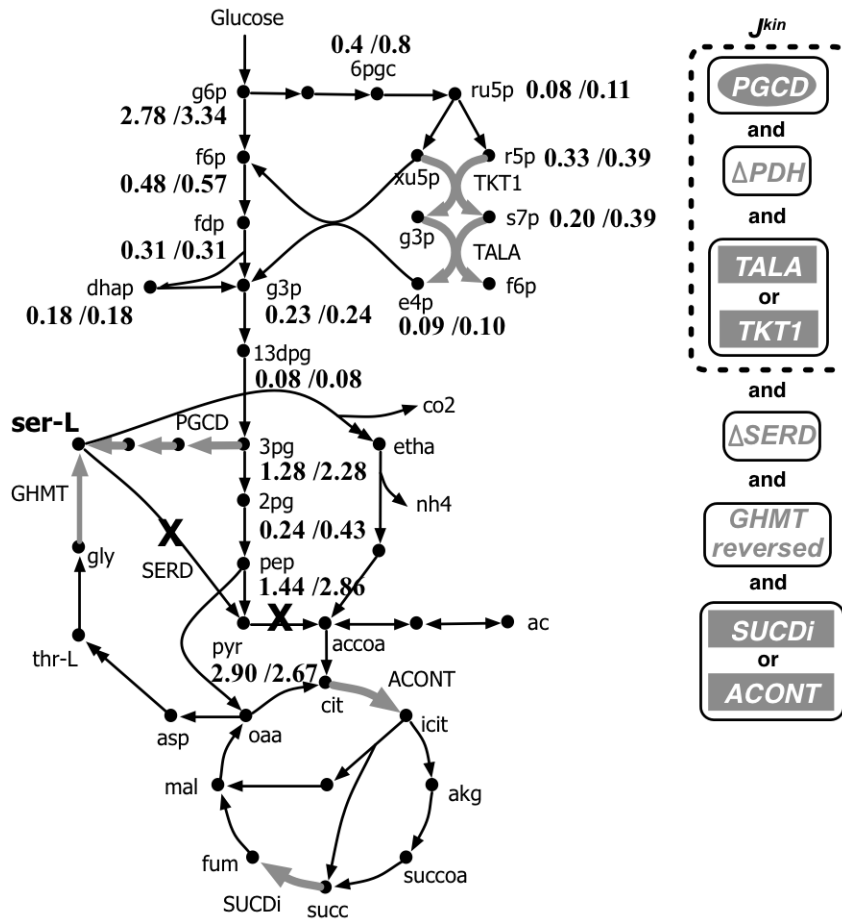 Glucose
0.4 /0.8
6pgc
g6p
2.78 /3.34
ru5p 0.08 /0.11
f6p
0.48 /0.57
xu5p
r5p 0.33 /0.39
TKT1
fdp
0.31 /0.31
g3p
s7p 0.20 /0.39
TALA
dhap
0.18 /0.18
g3p
0.23 /0.24
e4p
0.09 /0.10
f6p
13dpg
0.08 /0.08
co2
ser-L
PGCD
3pg
1.28 /2.28
etha
GHMT
2pg
0.24 /0.43
nh4
gly
X
SERD
pep
1.44 /2.86
X
pyr
2.90 /2.67
accoa
ac
thr-L
cit
ACONT
asp
oaa
icit
mal
akg
fum
succoa
SUCDi
succ
Jkin
PGCD
and
ΔPDH
and
TALA
or
TKT1
and
ΔSERD
and
GHMT
reversed
and
SUCDi
or
ACONT